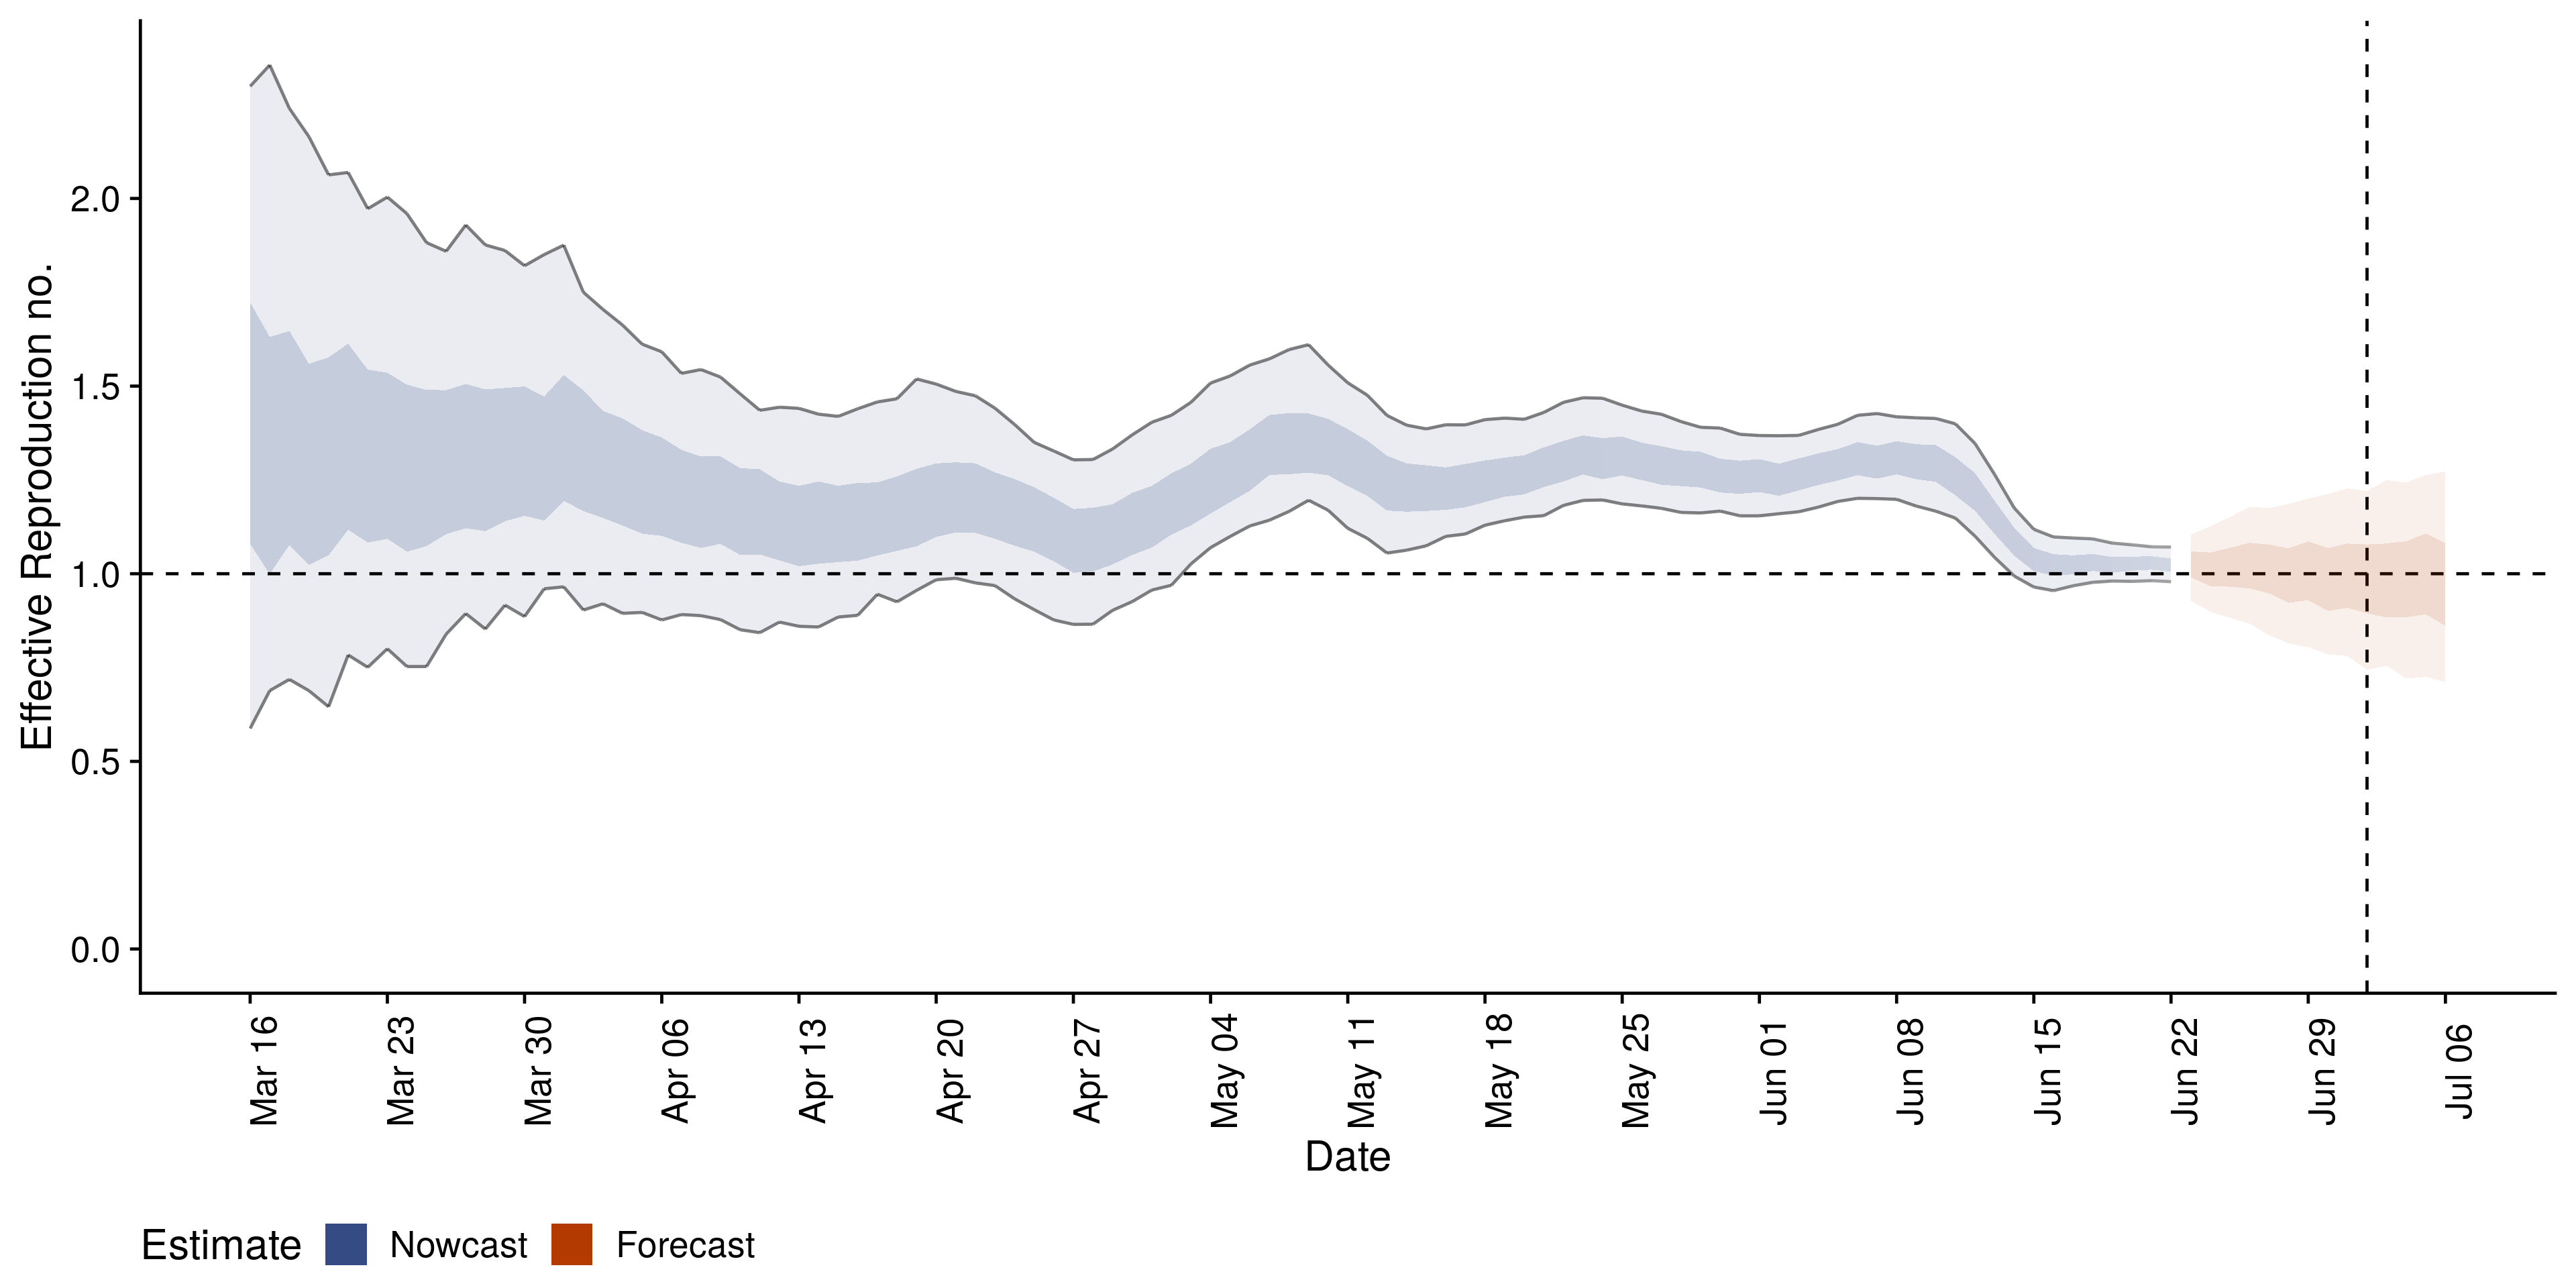 Effective Reproduction no.
2.0
1.5
1.0
0.5
0.0
Mar 16
Mar 23
Mar 30
Apr 06
Apr 13
Apr 20
Apr 27
May 04
May 11
May 18
May 25
Jun 01
Jun 08
Jun 15
Jun 22
Jun 29
Jul 06
Date
Estimate Nowcast Forecast